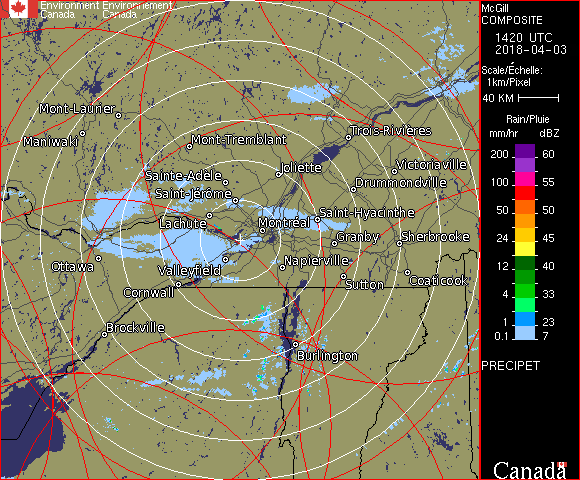 Environment Environnement
Canada Canada
McGill
COMPOSITE
1420 UTC
2018-04-03
Scale/Échelle:
1km/Pixel
40 KM
Rain/Pluie
mm/hr dBZ
200 60
100 55
50 50
24 45
12 40
4 33
1 23
0.1 7
PRECIPET
Canada
Mont-Laurier
Maniwaki
Mont-Tremblant
Trois-Rivières
Joliette
Victoriaville
Sainte-Adèle
Drummondville
Saint-Jérôme
Lachute
Saint-Hyacinthe
Montréal
Granby
Sherbrooke
Ottawa
Valleyfield
Napierville
Cornwall
Sutton
Coaticook
Brockville
Burlington